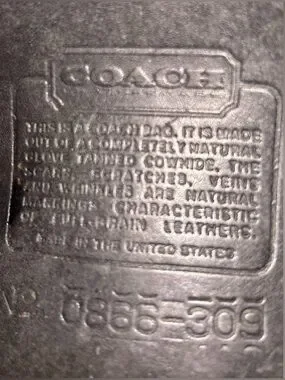 COACH
THIS IS A COACH BAG. IT IS MADE
OUT OF A COMPLETELY NATURAL
GLOVE TANNED COWHIDE. THE
SCARS, SCRATCHES, VEINS
AND WRINKLES ARE NATURAL
MARKINGS CHARACTERISTIC
OF FULL GRAIN LEATHERS.
MADE IN THE UNITED STATES
0866-309